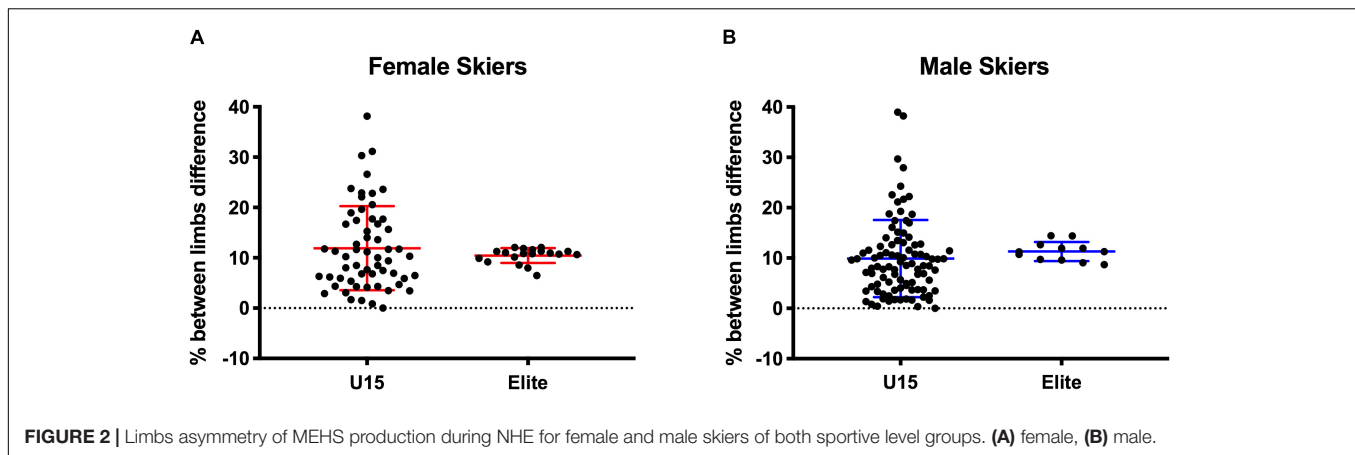 A
Female Skiers
% between limbs difference
40
30
20
10
0
-10
U15
Elite
B
Male Skiers
% between limbs difference
40
30
20
10
0
-10
U15
Elite
FIGURE 2 | Limbs asymmetry of MEHS production during NHE for female and male skiers of both sportive level groups. (A) female, (B) male.